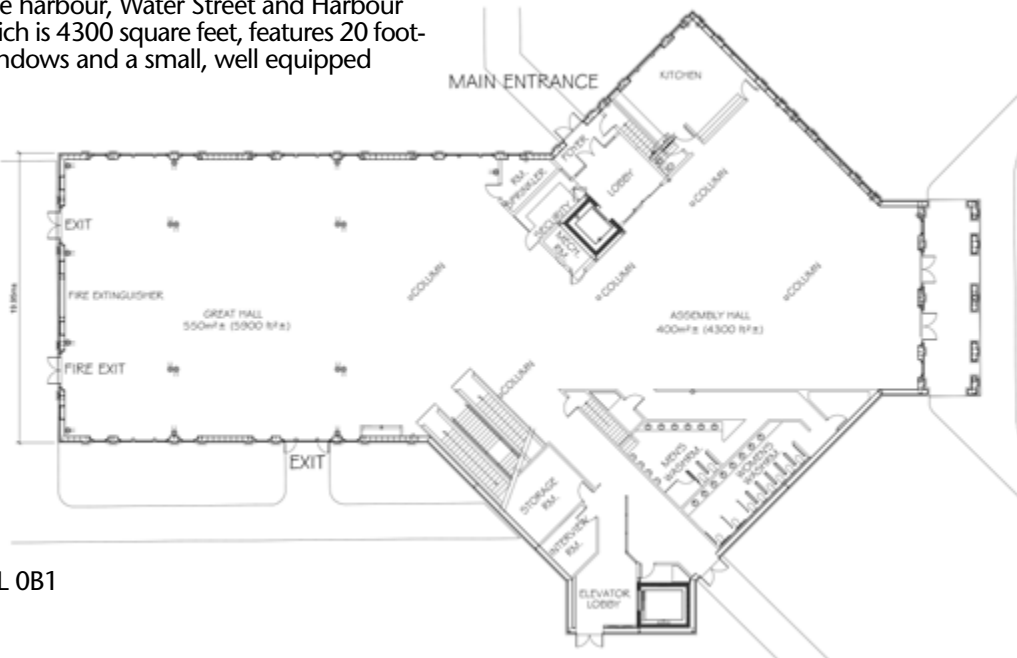 e harbour, Water Street and Harbour
ich is 4300 square feet, features 20 foot-
ndows and a small, well equipped
MAIN ENTRANCE
KITCHEN
FOYER
LOBBY
RM.
SPRINKLER
SECURITY
MECH.
RM.
COLUMN
EXIT
COLUMN
COLUMN
COLUMN
FIRE EXTINGUISHER
GREAT HALL
550m²± (5900 ft²±)
ASSEMBLY HALL
400m²± (4300 ft²±)
FIRE EXIT
COLUMN
EXIT
MEN'S
WASHRM.
WOMEN'S
WASHRM.
STORAGE
RM.
INTERVIEW
RM.
ELEVATOR
LOBBY
L 0B1